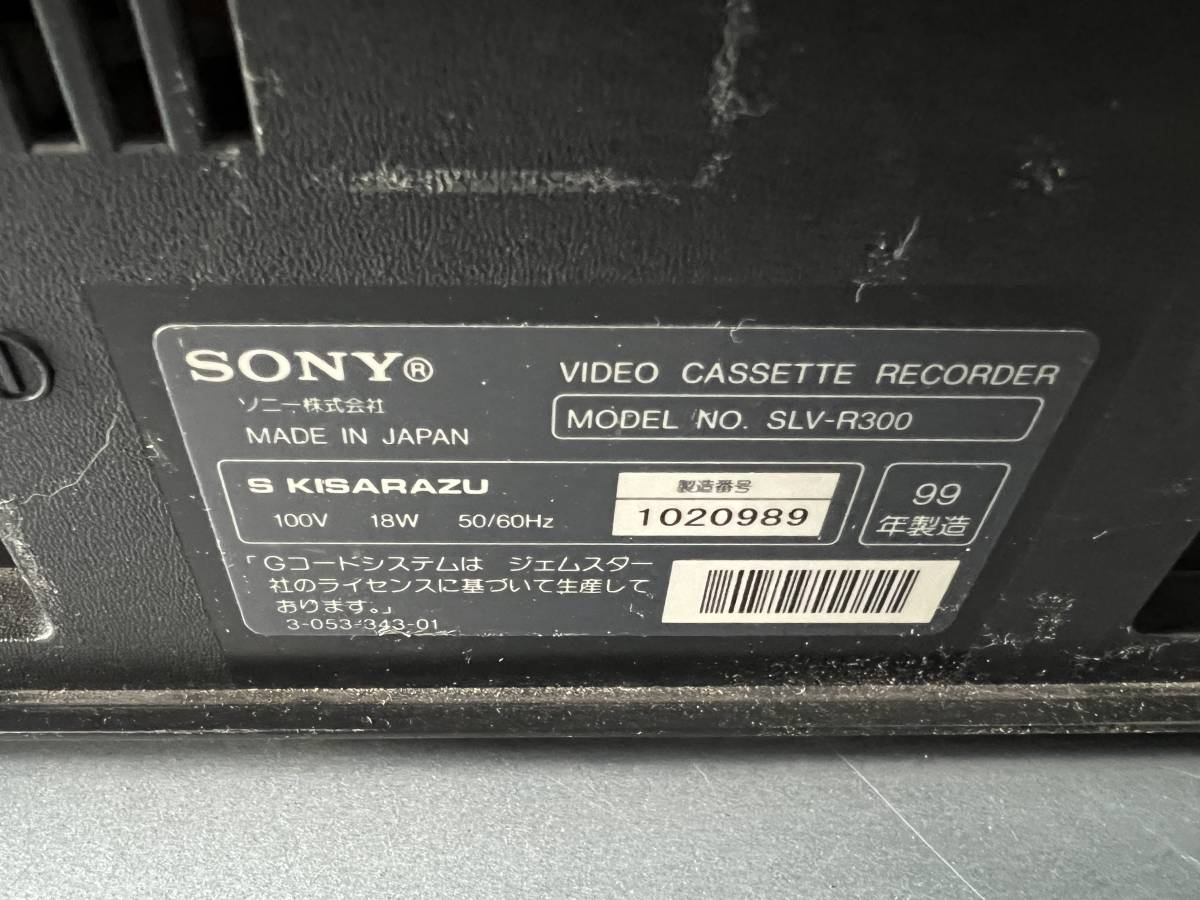 SONY®
VIDEO CASSETTE RECORDER
ソニー株式会社
MODEL NO. SLV-R300
MADE IN JAPAN
S KISARAZU
100V 18W 50/60Hz
製造番号
1020989
99
年製造
「Gコードシステムは ジェムスター
社のライセンスに基づいて生産して
おります。」
3-053-343-01